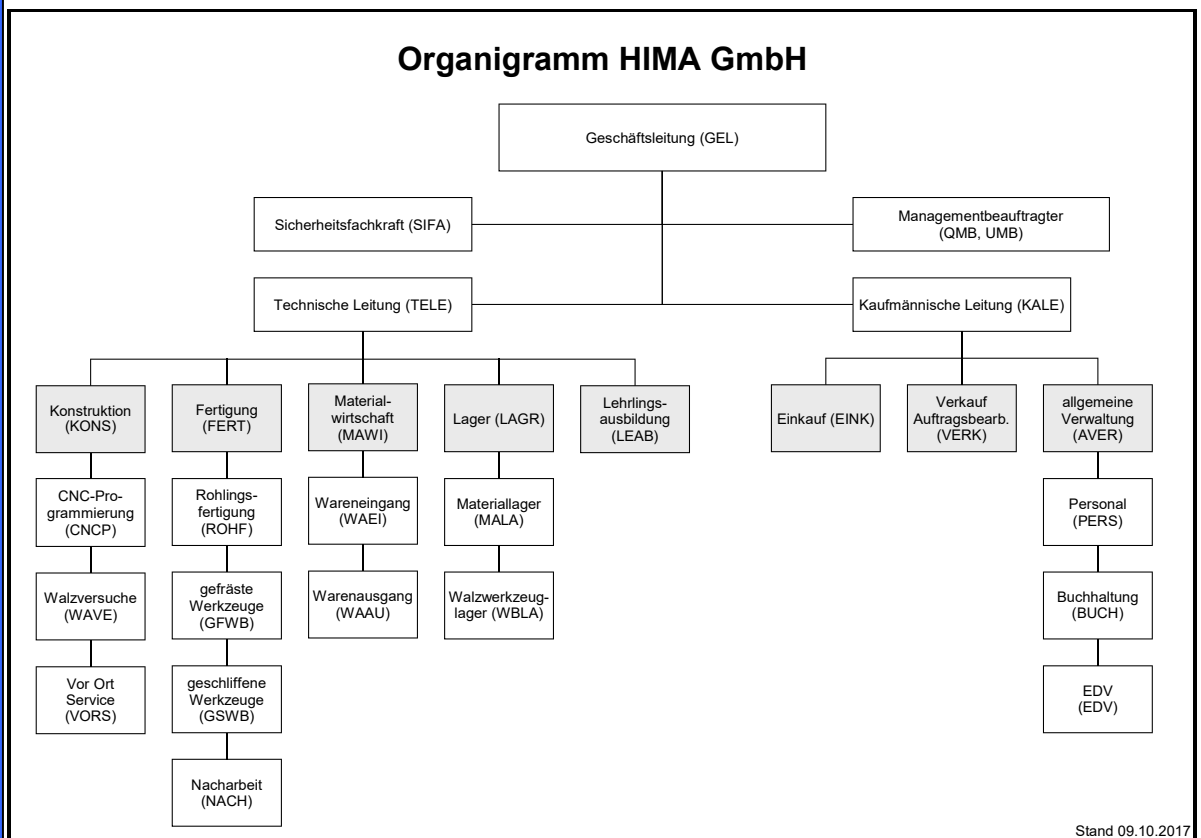 Organigramm HIMA GmbH
Geschäftsleitung (GEL)
Sicherheitsfachkraft (SIFA)
Managementbeauftragter
(QMB, UMB)
Technische Leitung (TELE)
Kaufmännische Leitung (KALE)
Konstruktion
(KONS)
Fertigung
(FERT)
Material-
wirtschaft
(MAWI)
Lager (LAGR)
Lehrlings-
ausbildung
(LEAB)
Einkauf (EINK)
Verkauf
Auftragsbearb.
(VERK)
allgemeine
Verwaltung
(AVER)
CNC-Pro-
grammierung
(CNCP)
Rohlings-
fertigung
(ROHF)
Wareneingang
(WAEI)
Materiallager
(MALA)
Personal
(PERS)
Walzversuche
(WAVE)
gefräste
Werkzeuge
(GFWB)
Warenausgang
(WAAU)
Walzwerkzeug-
lager (WBLA)
Buchhaltung
(BUCH)
Vor Ort
Service
(VORS)
geschliffene
Werkzeuge
(GSWB)
EDV
(EDV)
Nacharbeit
(NACH)
Stand 09.10.2017